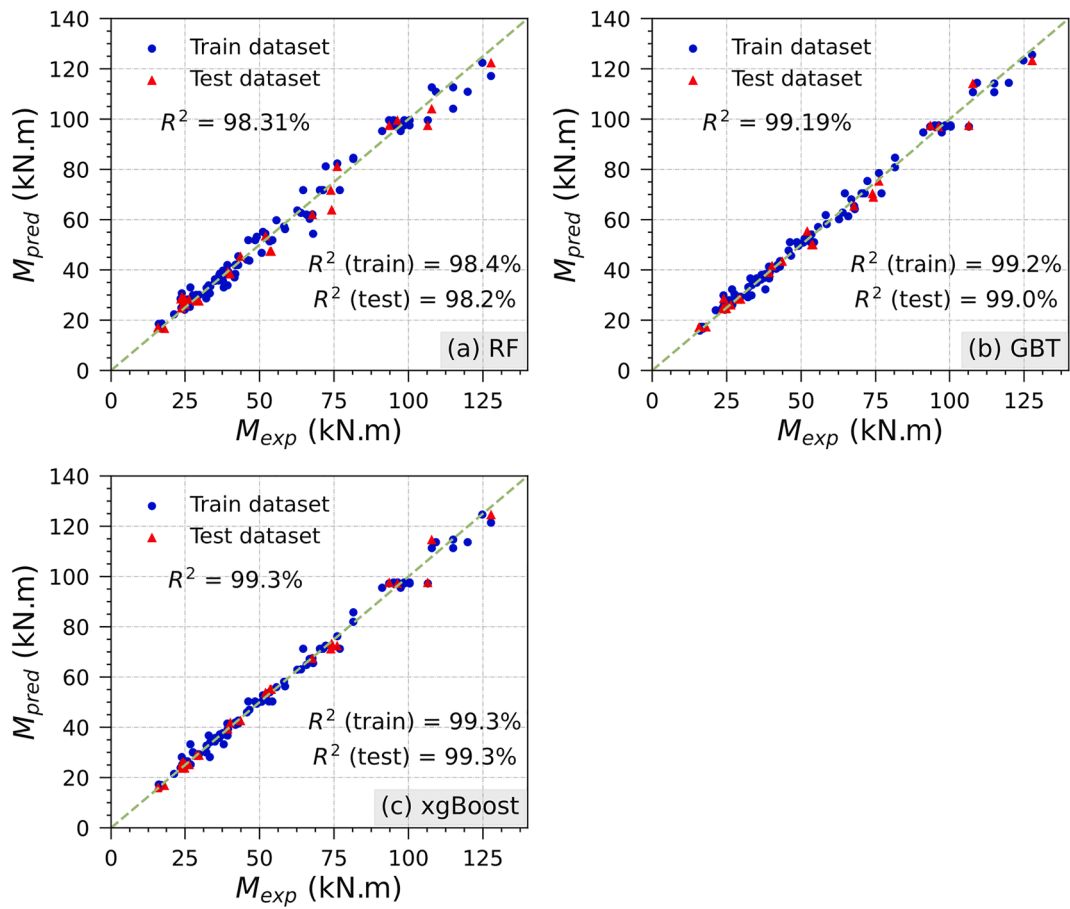 140
120
100
80
60
40
20
0
M_pred (kN.m)
Train dataset
Test dataset
R² = 98.31%
R² (train) = 98.4%
R² (test) = 98.2%
(a) RF
0 25 50 75 100 125
M_exp (kN.m)
140
120
100
80
60
40
20
0
M_pred (kN.m)
Train dataset
Test dataset
R² = 99.19%
R² (train) = 99.2%
R² (test) = 99.0%
(b) GBT
0 25 50 75 100 125
M_exp (kN.m)
140
120
100
80
60
40
20
0
M_pred (kN.m)
Train dataset
Test dataset
R² = 99.3%
R² (train) = 99.3%
R² (test) = 99.3%
(c) xgBoost
0 25 50 75 100 125
M_exp (kN.m)